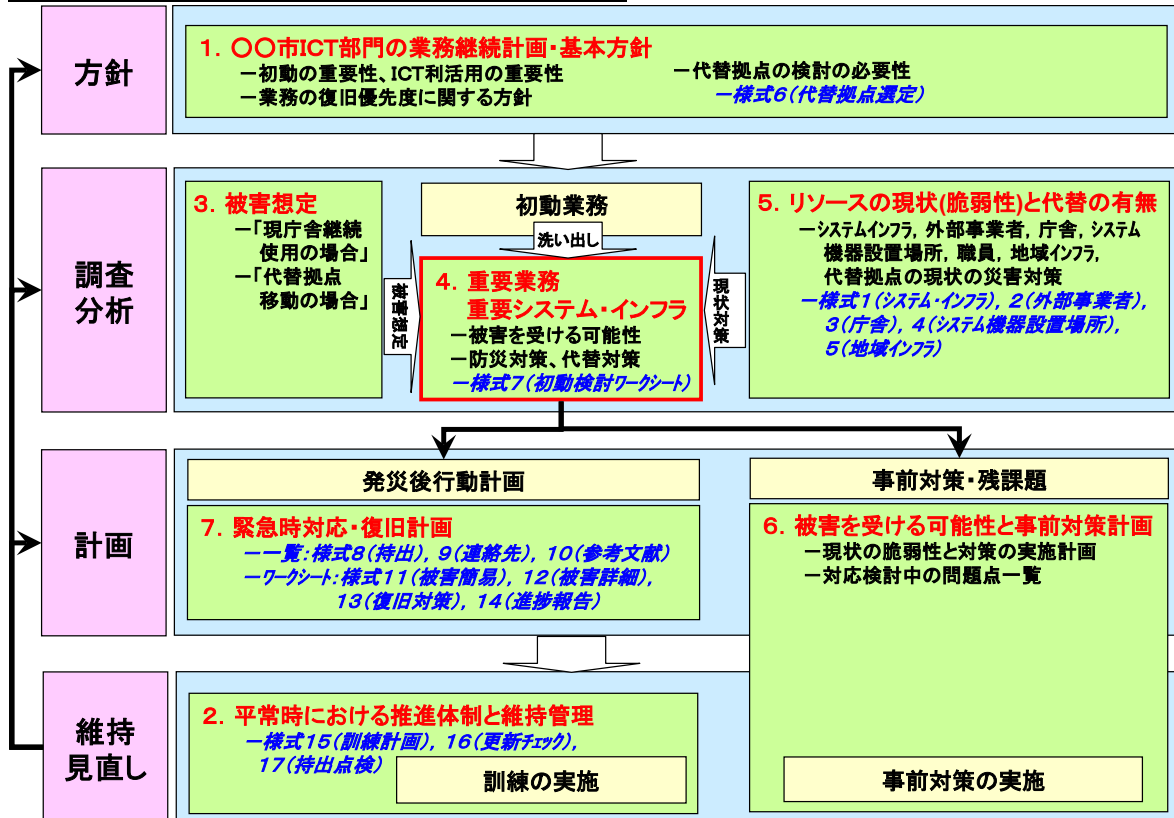 方針
1. 〇〇市ICT部門の業務継続計画・基本方針
－初動の重要性、ICT利活用の重要性
－業務の復旧優先度に関する方針
－代替拠点の検討の必要性
－様式6(代替拠点選定)
調査
分析
3. 被害想定
－「現庁舎継続
使用の場合」
－「代替拠点
移動の場合」
被害想定
初動業務
洗い出し
4. 重要業務
重要システム・インフラ
－被害を受ける可能性
－防災対策、代替対策
－様式7(初動検討ワークシート)
現状対策
5. リソースの現状(脆弱性)と代替の有無
－システムインフラ, 外部事業者, 庁舎, システム
機器設置場所, 職員, 地域インフラ,
代替拠点の現状の災害対策
－様式1(システム・インフラ), 2(外部事業者),
3(庁舎), 4(システム機器設置場所),
5(地域インフラ)
計画
発災後行動計画
7. 緊急時対応・復旧計画
－一覧:様式8(持出), 9(連絡先), 10(参考文献)
－ワークシート:様式11(被害簡易), 12(被害詳細),
13(復旧対策), 14(進捗報告)
事前対策・残課題
6. 被害を受ける可能性と事前対策計画
－現状の脆弱性と対策の実施計画
－対応検討中の問題点一覧
事前対策の実施
維持
見直し
2. 平常時における推進体制と維持管理
－様式15(訓練計画), 16(更新チェック),
17(持出点検)
訓練の実施